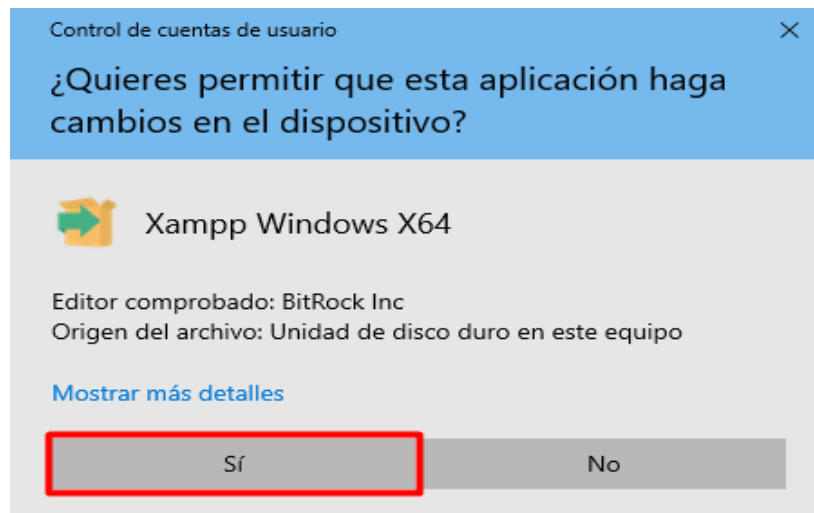 Control de cuentas de usuario
¿Quieres permitir que esta aplicación haga
cambios en el dispositivo?
Xampp Windows X64
Editor comprobado: BitRock Inc
Origen del archivo: Unidad de disco duro en este equipo
Mostrar más detalles
Sí
No